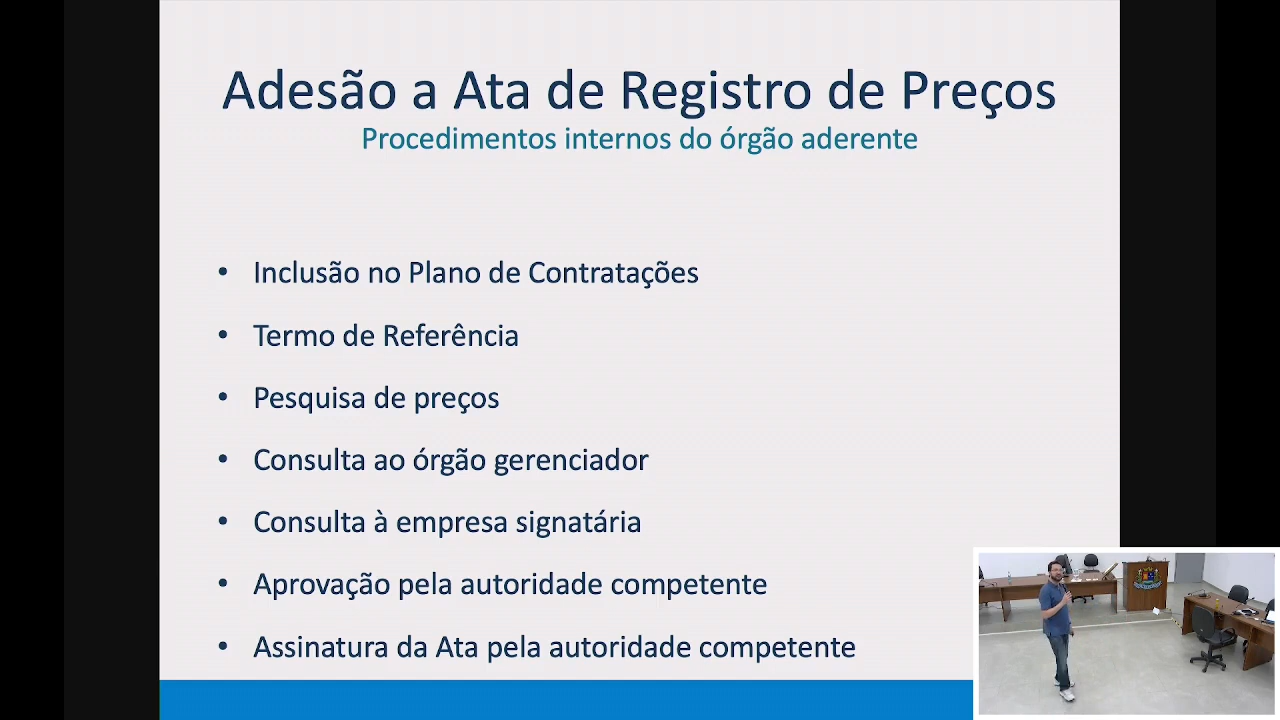 Adesão a Ata de Registro de Preços
Procedimentos internos do órgão aderente
• Inclusão no Plano de Contratações
• Termo de Referência
• Pesquisa de preços
• Consulta ao órgão gerenciador
• Consulta à empresa signatária
• Aprovação pela autoridade competente
• Assinatura da Ata pela autoridade competente